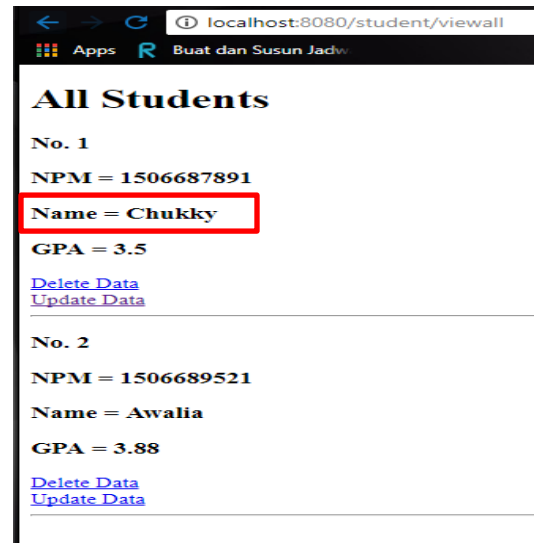 localhost:8080/student/viewall
Apps R Buat dan Susun Jadw
All Students
No. 1
NPM = 1506687891
Name = Chukky
GPA = 3.5
Delete Data
Update Data
No. 2
NPM = 1506689521
Name = Awalia
GPA = 3.88
Delete Data
Update Data